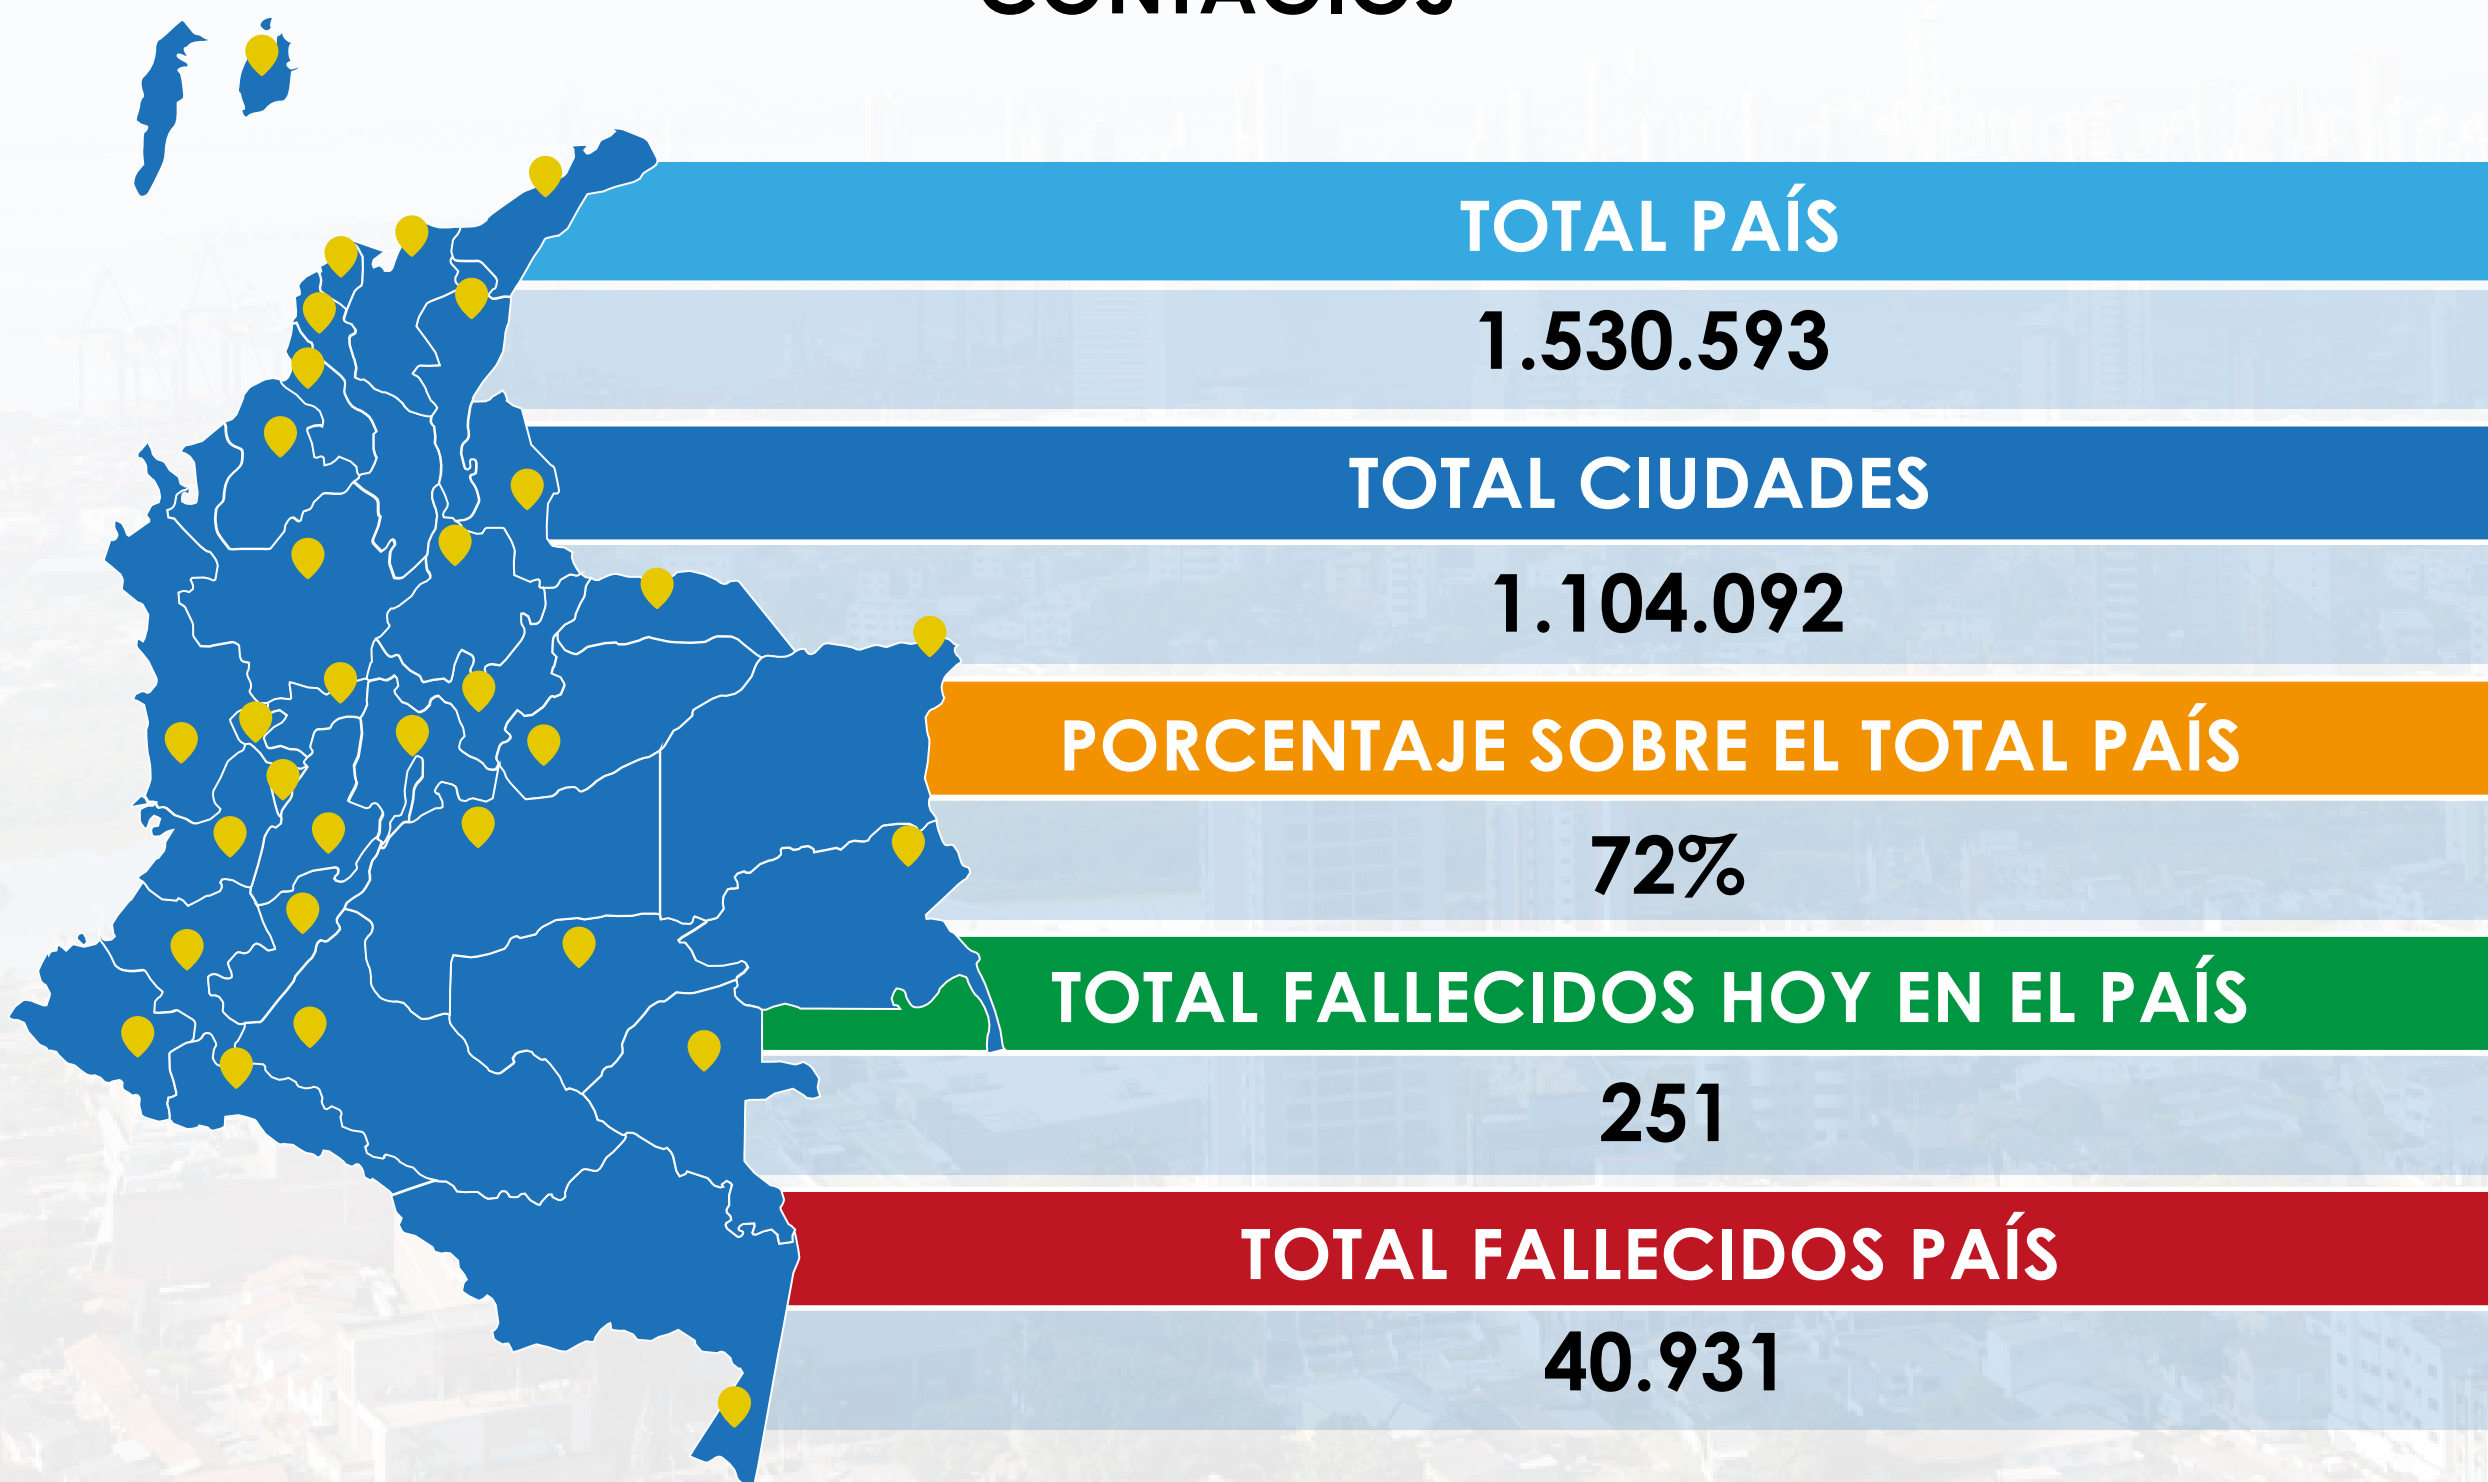 CONTAGIOS
TOTAL PAÍS
1.530.593
TOTAL CIUDADES
1.104.092
PORCENTAJE SOBRE EL TOTAL PAÍS
72%
TOTAL FALLECIDOS HOY EN EL PAÍS
251
TOTAL FALLECIDOS PAÍS
40.931